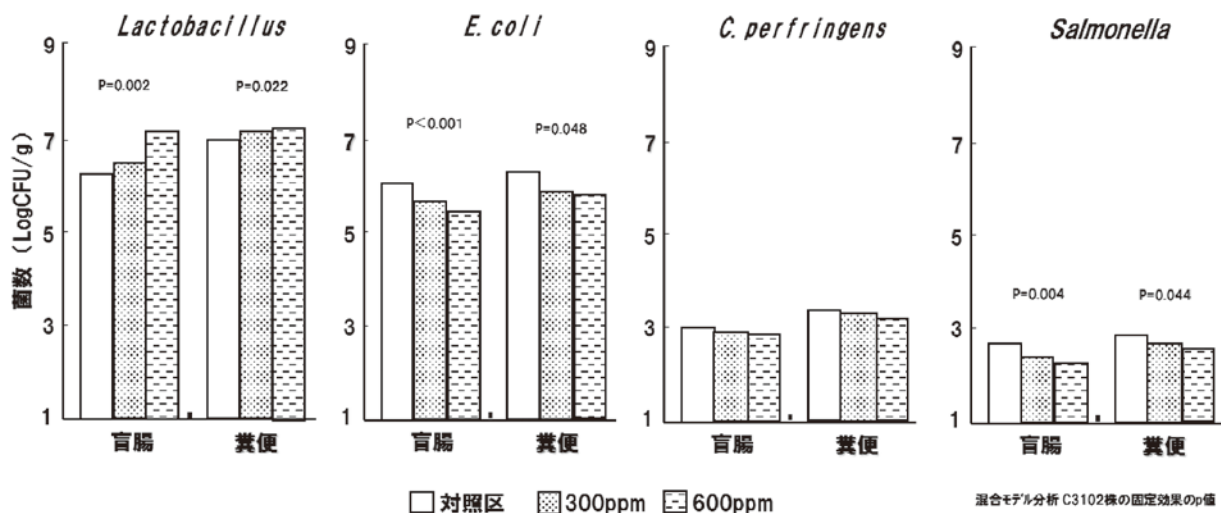 Lactobacillus
E.coli
C.perfringens
Salmonella
菌数（LogCFU/g）
9
7
5
3
1
P=0.002
P=0.022
盲腸
糞便
9
7
5
3
1
P＜0.001
P=0.048
盲腸
糞便
9
7
5
3
1
盲腸
糞便
9
7
5
3
1
P=0.004
P=0.044
盲腸
糞便
対照区 300ppm 600ppm
混合モデル分析 C3102株の固定効果のp値